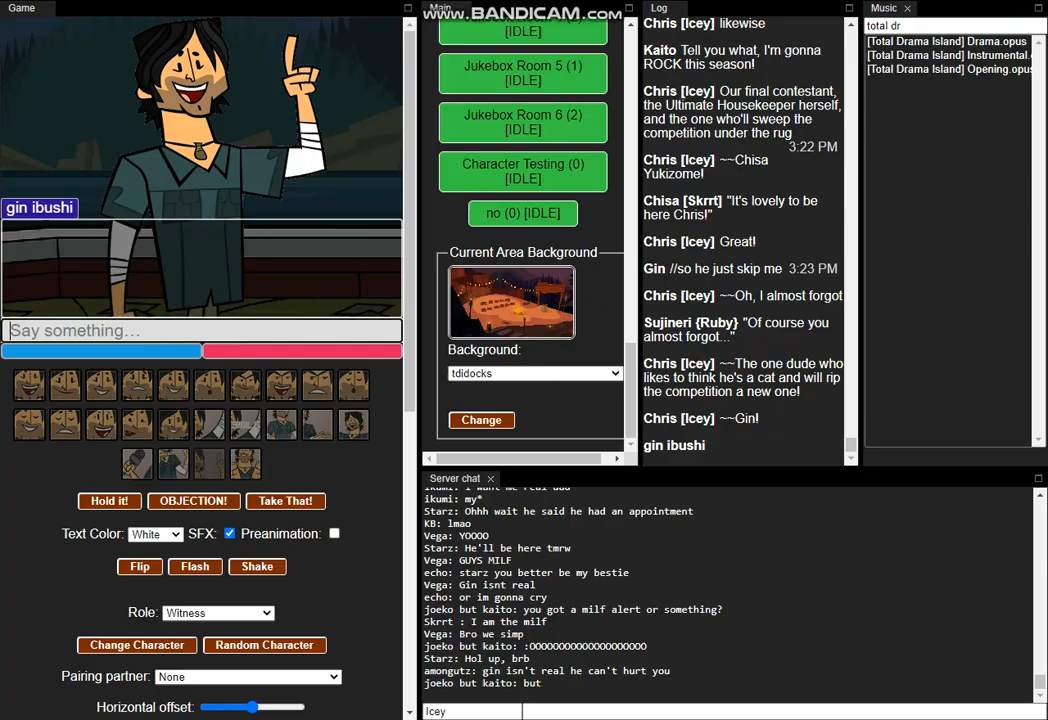 Game
Main
www.BANDICAM.com
Log
Music
gin ibushi
Say something...
Hold it!
OBJECTION!
Take That!
Text Color:
White
SFX:
Preanimation:
Flip
Flash
Shake
Role:
Witness
Change Character
Random Character
Pairing partner:
None
Horizontal offset:
[IDLE]
Jukebox Room 5 (1)
[IDLE]
Jukebox Room 6 (2)
[IDLE]
Character Testing (0)
[IDLE]
no (0) [IDLE]
Current Area Background
Background:
tdidocks
Change
Chris [Icey] likewise
Kaito Tell you what, I'm gonna
ROCK this season!
Chris [Icey] Our final contestant,
the Ultimate Housekeeper herself,
and the one who'll sweep the
competition under the rug
3:22 PM
Chris [Icey] ~~Chisa
Yukizome!
Chisa [Skrrt] "It's lovely to be
here Chris!"
Chris [Icey] Great!
Gin //so he just skip me 3:23 PM
Chris [Icey] ~~Oh, I almost forgot
Sujineri {Ruby} "Of course you
almost forgot..."
Chris [Icey] ~~The one dude who
likes to think he's a cat and will rip
the competition a new one!
Chris [Icey] ~~Gin!
gin ibushi
total dr
[Total Drama Island] Drama.opus
[Total Drama Island] Instrumental.
[Total Drama Island] Opening.opus
Server chat
ikumi: my*
Starz: Ohhh wait he said he had an appointment
KB: lmao
Vega: YOOOO
Starz: He'll be here tmrw
Vega: GUYS MILF
echo: starz you better be my bestie
Vega: Gin isnt real
echo: or im gonna cry
joeko but kaito: you got a milf alert or something?
Skrrt : I am the milf
Vega: Bro we simp
joeko but kaito: :OOOOOOOOOOOOOOOOOOOO
Starz: Hol up, brb
amongutz: gin isn't real he can't hurt you
joeko but kaito: but
Icey